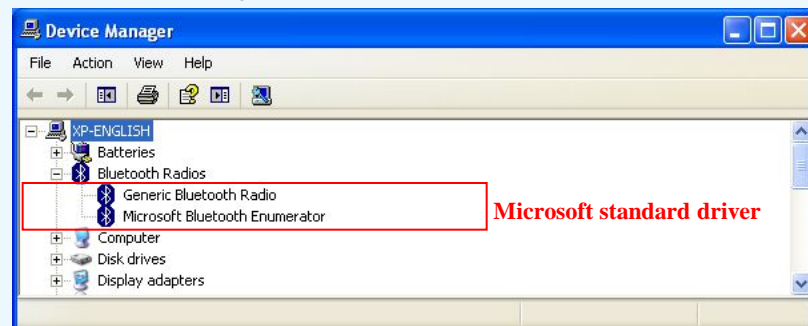 Device Manager
File Action View Help
XP-ENGLISH
Batteries
Bluetooth Radios
Generic Bluetooth Radio
Microsoft Bluetooth Enumerator
Microsoft standard driver
Computer
Disk drives
Display adapters